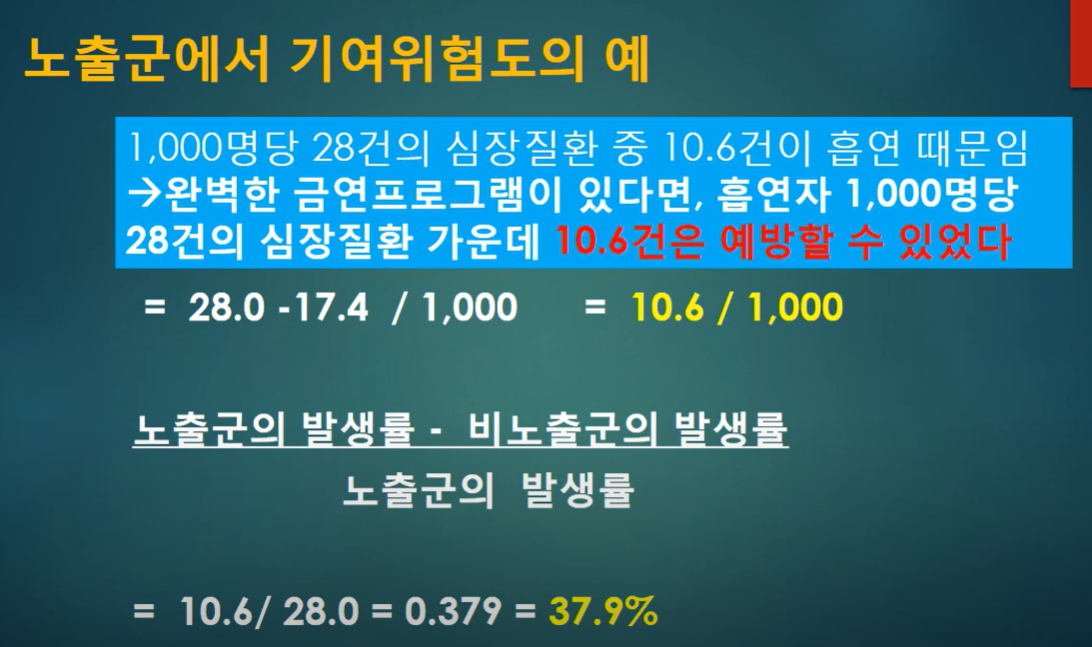 노출군에서 기여위험도의 예
1,000명당 28건의 심장질환 중 10.6건이 흡연 때문임
→완벽한 금연프로그램이 있다면, 흡연자 1,000명당
28건의 심장질환 가운데 10.6건은 예방할 수 있었다
= 28.0 -17.4 / 1,000 = 10.6 / 1,000
노출군의 발생률 - 비노출군의 발생률
노출군의 발생률
= 10.6/ 28.0 = 0.379 = 37.9%